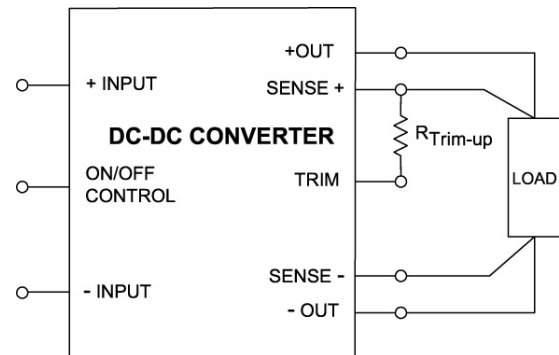 +OUT
+ INPUT
SENSE +
DC-DC CONVERTER
RTrim-up
ON/OFF
CONTROL
TRIM
LOAD
SENSE -
- INPUT
- OUT